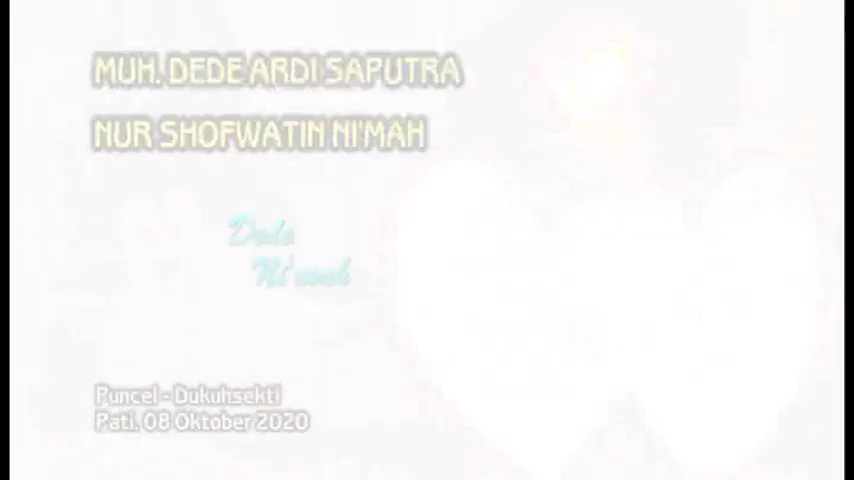 MUH. DEDE ARDI SAPUTRA
NUR SHOFWATIN NI'MAH
Dede
Ni'mah
Puncel - Dukuhsekti
Pati, 08 Oktober 2020